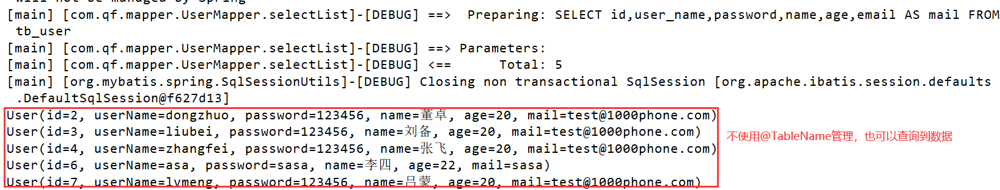 will not be managed by Spring
[main] [com.qf.mapper.UserMapper.selectList]-[DEBUG] ==>  Preparing: SELECT id,user_name,password,name,age,email AS mail FROM
tb_user
[main] [com.qf.mapper.UserMapper.selectList]-[DEBUG] ==> Parameters:
[main] [com.qf.mapper.UserMapper.selectList]-[DEBUG] <==      Total: 5
[main] [org.mybatis.spring.SqlSessionUtils]-[DEBUG] Closing non transactional SqlSession [org.apache.ibatis.session.defaults
.DefaultSqlSession@f627d13]
User(id=2, userName=dongzhuo, password=123456, name=董卓, age=20, mail=test@1000phone.com)
User(id=3, userName=liubei, password=123456, name=刘备, age=20, mail=test@1000phone.com)
不使用@TableName管理，也可以查询到数据
User(id=4, userName=zhangfei, password=123456, name=张飞, age=20, mail=test@1000phone.com)
User(id=6, userName=asa, password=sasa, name=李四, age=22, mail=sasa)
User(id=7, userName=lvmeng, password=123456, name=吕蒙, age=20, mail=test@1000phone.com)